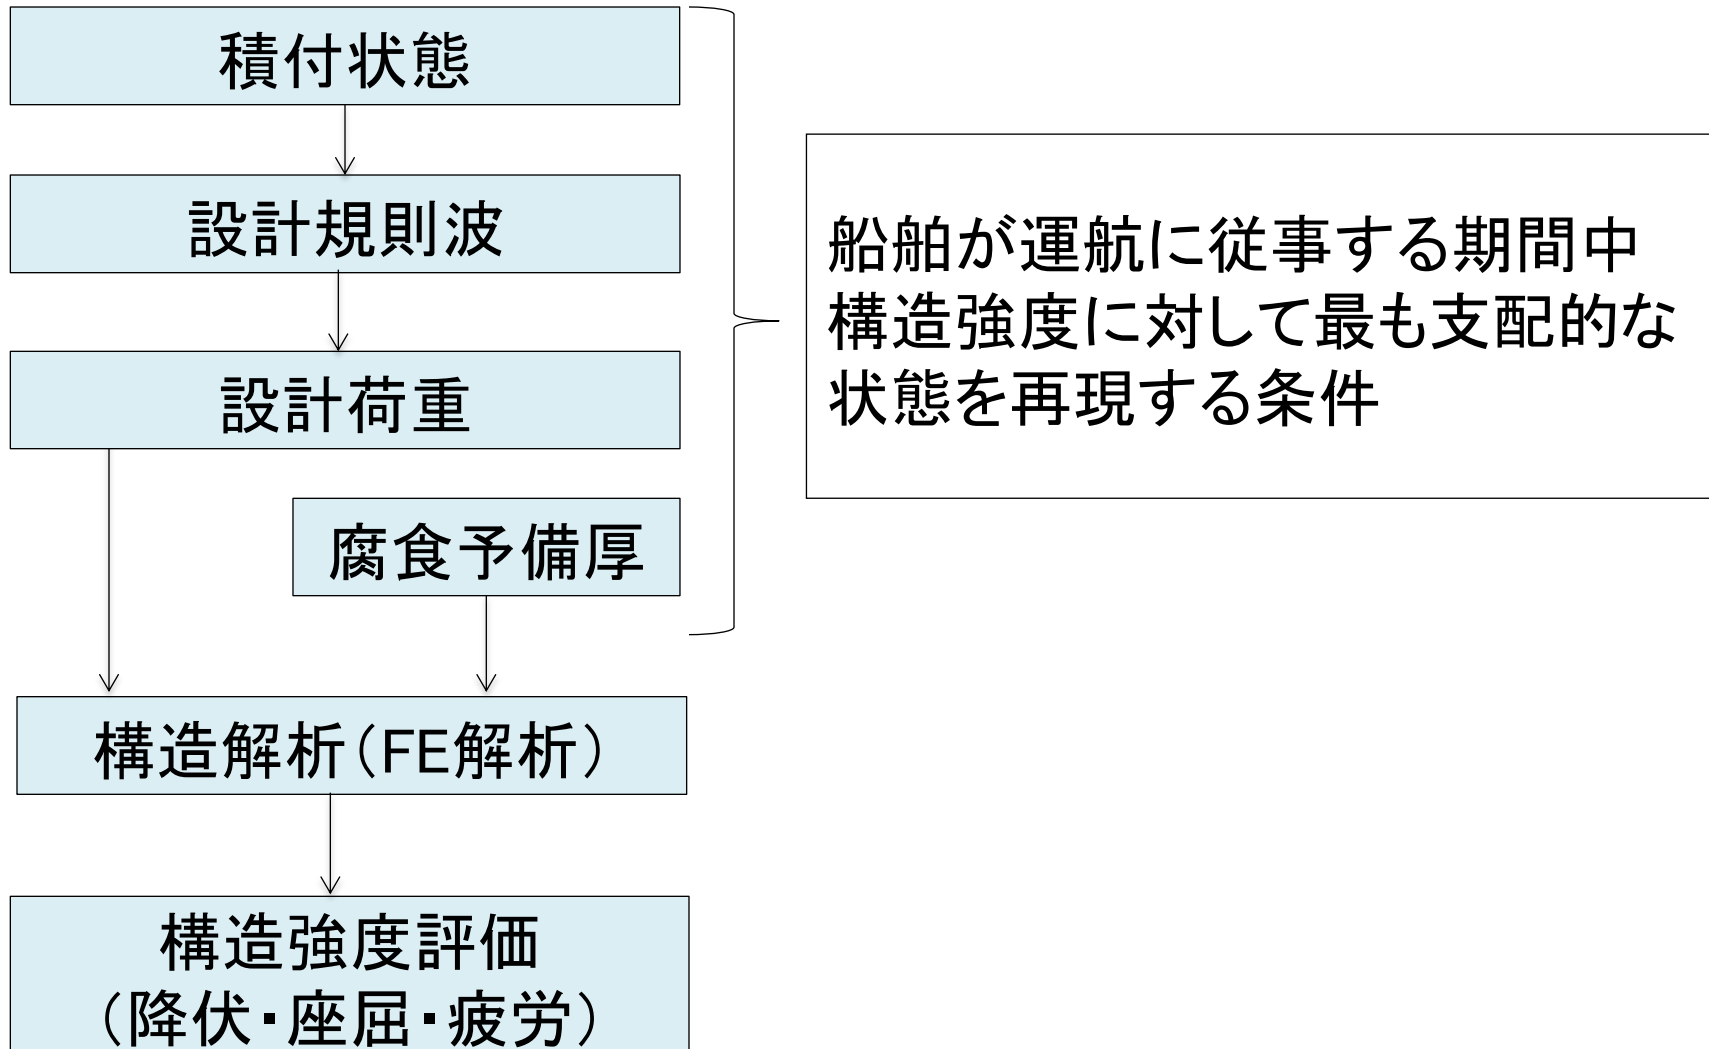 積付状態
設計規則波
設計荷重
腐食予備厚
構造解析(FE解析)
構造強度評価
(降伏・座屈・疲労)
船舶が運航に従事する期間中
構造強度に対して最も支配的な
状態を再現する条件